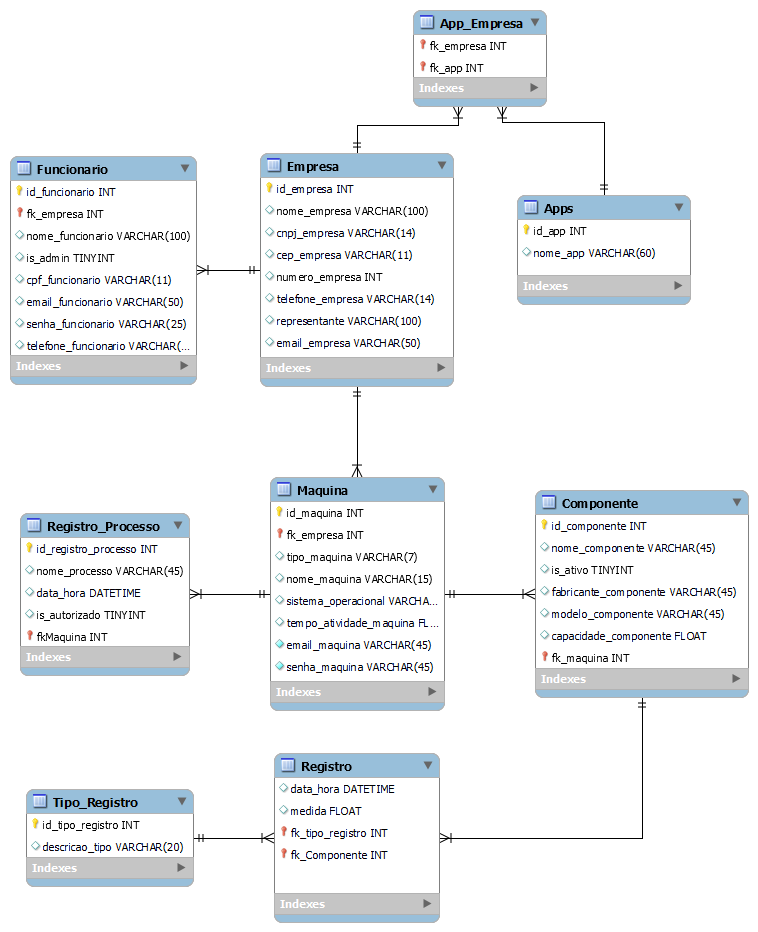 App_Empresa
fk_empresa INT
fk_app INT
Indexes
Funcionario
id_funcionario INT
fk_empresa INT
nome_funcionario VARCHAR(100)
is_admin TINYINT
cpf_funcionario VARCHAR(11)
email_funcionario VARCHAR(50)
senha_funcionario VARCHAR(25)
telefone_funcionario VARCHAR(...
Indexes
Empresa
id_empresa INT
nome_empresa VARCHAR(100)
cnpj_empresa VARCHAR(14)
cep_empresa VARCHAR(11)
numero_empresa INT
telefone_empresa VARCHAR(14)
representante VARCHAR(100)
email_empresa VARCHAR(50)
Indexes
Apps
id_app INT
nome_app VARCHAR(60)
Indexes
Registro_Processo
id_registro_processo INT
nome_processo VARCHAR(45)
data_hora DATETIME
is_autorizado TINYINT
fkMaquina INT
Indexes
Maquina
id_maquina INT
fk_empresa INT
tipo_maquina VARCHAR(7)
nome_maquina VARCHAR(15)
sistema_operacional VARCHA...
tempo_atividade_maquina FL...
email_maquina VARCHAR(45)
senha_maquina VARCHAR(45)
Indexes
Componente
id_componente INT
nome_componente VARCHAR(45)
is_ativo TINYINT
fabricante_componente VARCHAR(45)
modelo_componente VARCHAR(45)
capacidade_componente FLOAT
fk_maquina INT
Indexes
Tipo_Registro
id_tipo_registro INT
descricao_tipo VARCHAR(20)
Indexes
Registro
data_hora DATETIME
medida FLOAT
fk_tipo_registro INT
fk_Componente INT
Indexes